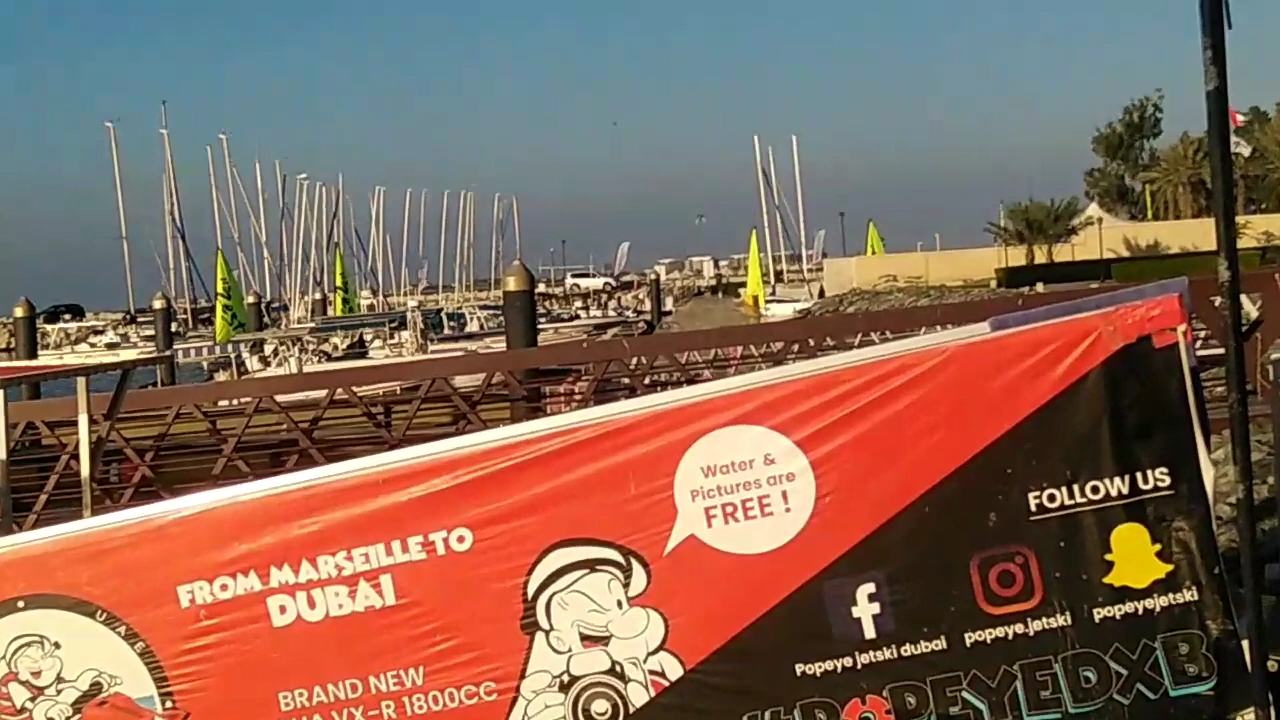 Water &
Pictures are
FREE !
FOLLOW US
FROM MARSEILLE TO
DUBAI
UAE
Popeye jetski dubai
popeye.jetski
popeyejetski
BRAND NEW
VX-R 1800CC
#POPEYEDXB